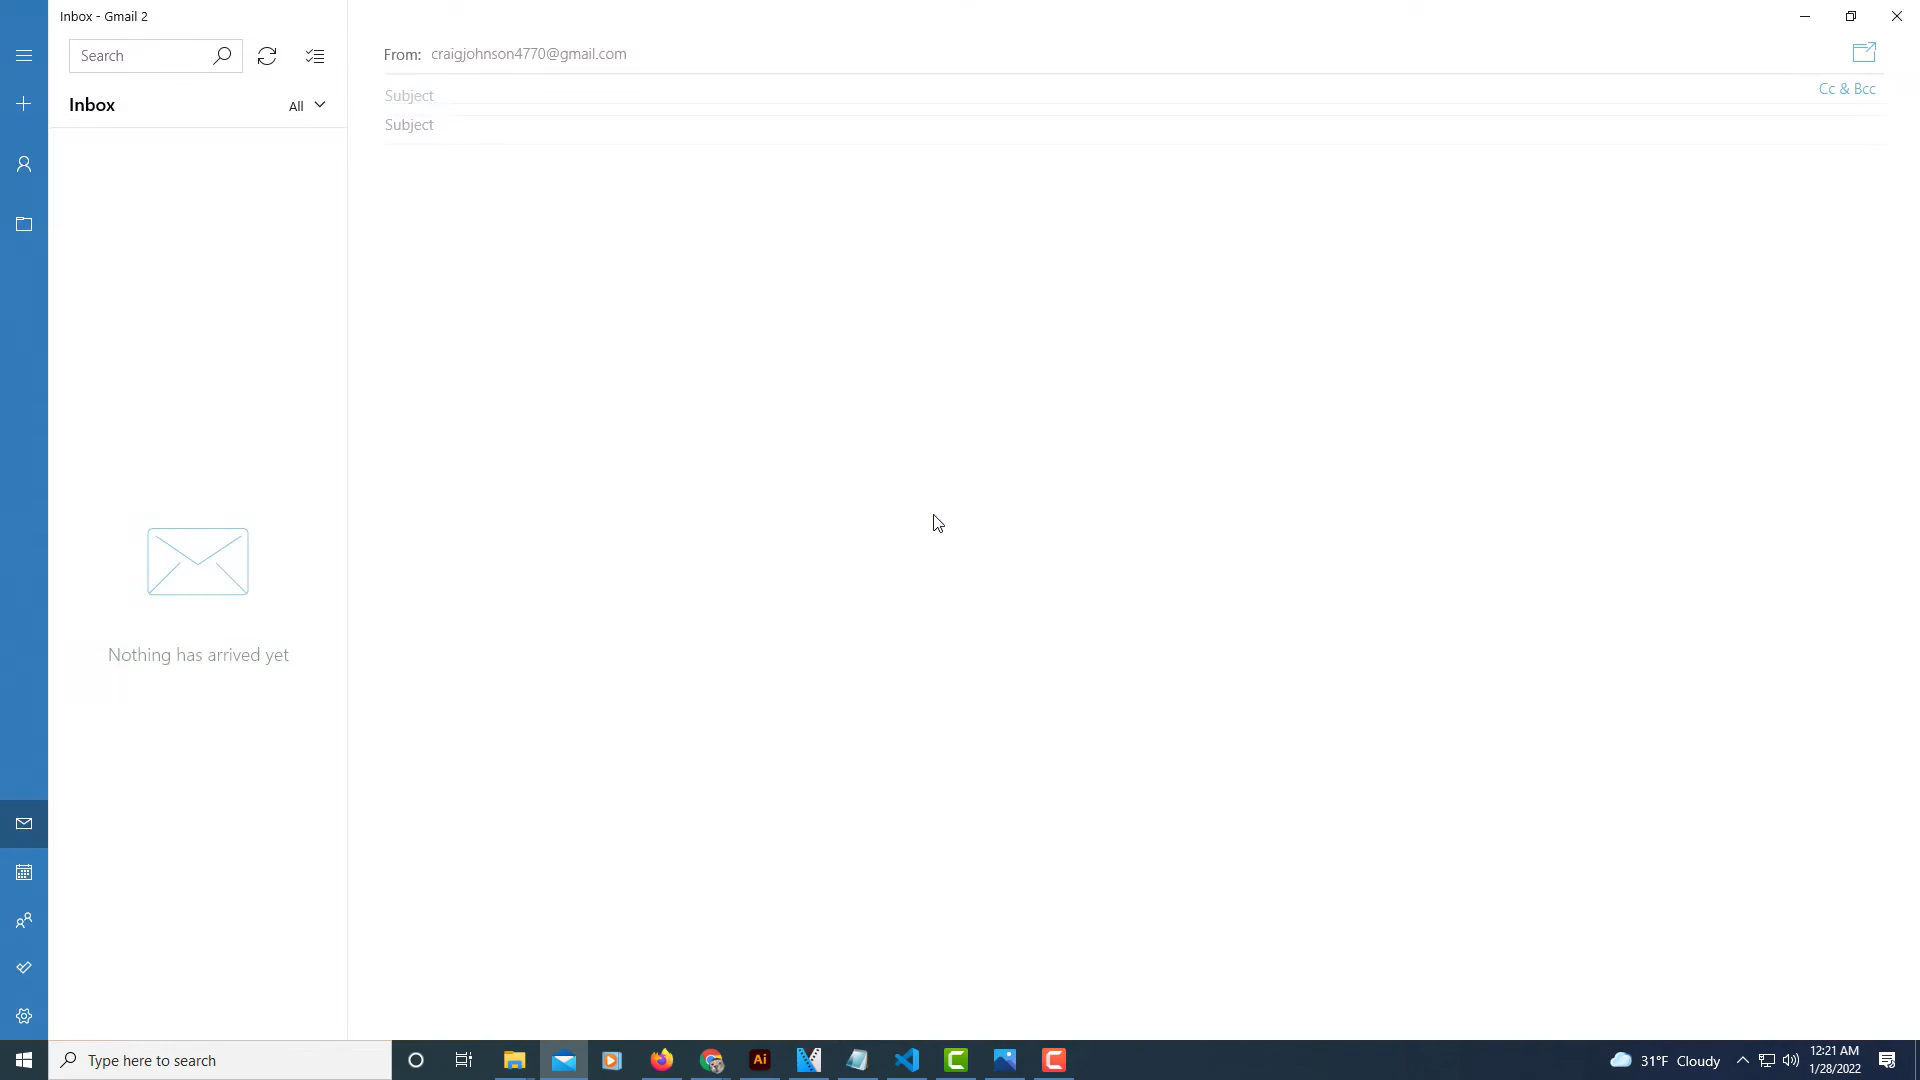 Inbox - Gmail 2
Search
From: craigjohnson4770@gmail.com
Subject
Cc & Bcc
Inbox
All
Subject
Nothing has arrived yet
Type here to search
Ai
31°F Cloudy
12:21 AM
1/28/2022